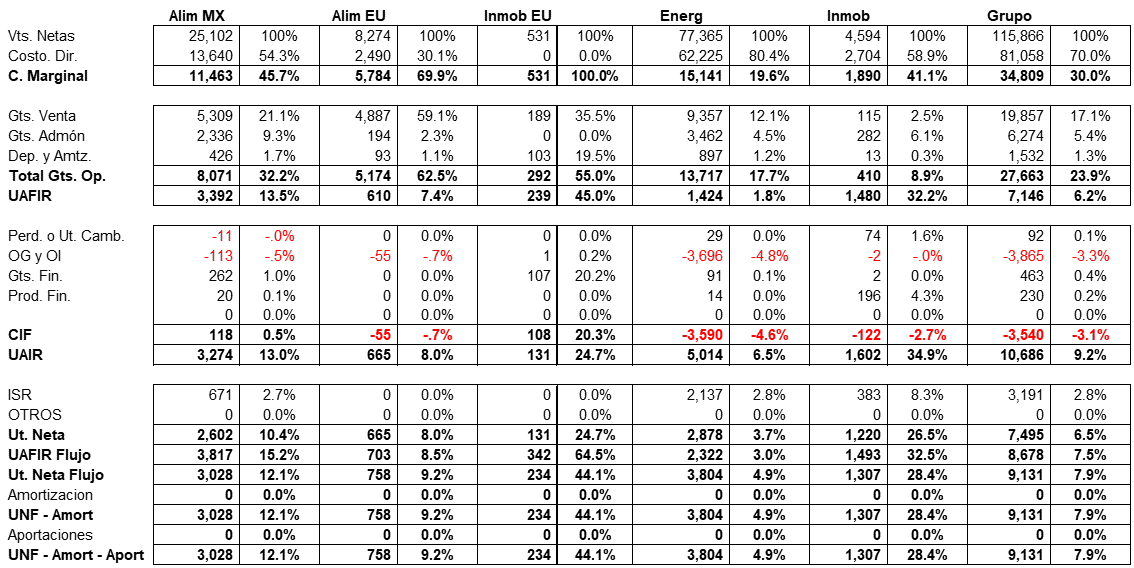 Alim MX Alim EU Inmob EU Energ Inmob Grupo
Vts. Netas 25,102 100% 8,274 100% 531 100% 77,365 100% 4,594 100% 115,866 100%
Costo. Dir. 13,640 54.3% 2,490 30.1% 0 0.0% 62,225 80.4% 2,704 58.9% 81,058 70.0%
C. Marginal 11,463 45.7% 5,784 69.9% 531 100.0% 15,141 19.6% 1,890 41.1% 34,809 30.0%
Gts. Venta 5,309 21.1% 4,887 59.1% 189 35.5% 9,357 12.1% 115 2.5% 19,857 17.1%
Gts. Admón 2,336 9.3% 194 2.3% 0 0.0% 3,462 4.5% 282 6.1% 6,274 5.4%
Dep. y Amtz. 426 1.7% 93 1.1% 103 19.5% 897 1.2% 13 0.3% 1,532 1.3%
Total Gts. Op. 8,071 32.2% 5,174 62.5% 292 55.0% 13,717 17.7% 410 8.9% 27,663 23.9%
UAFIR 3,392 13.5% 610 7.4% 239 45.0% 1,424 1.8% 1,480 32.2% 7,146 6.2%
Perd. o Ut. Camb. -11 -.0% 0 0.0% 0 0.0% 29 0.0% 74 1.6% 92 0.1%
OG y OI -113 -.5% -55 -.7% 1 0.2% -3,696 -4.8% -2 -.0% -3,865 -3.3%
Gts. Fin. 262 1.0% 0 0.0% 107 20.2% 91 0.1% 2 0.0% 463 0.4%
Prod. Fin. 20 0.1% 0 0.0% 0 0.0% 14 0.0% 196 4.3% 230 0.2%
0 0.0% 0 0.0% 0 0.0% 0 0.0% 0 0.0% 0 0.0%
CIF 118 0.5% -55 -.7% 108 20.3% -3,590 -4.6% -122 -2.7% -3,540 -3.1%
UAIR 3,274 13.0% 665 8.0% 131 24.7% 5,014 6.5% 1,602 34.9% 10,686 9.2%
ISR 671 2.7% 0 0.0% 0 0.0% 2,137 2.8% 383 8.3% 3,191 2.8%
OTROS 0 0.0% 0 0.0% 0 0.0% 0 0.0% 0 0.0% 0 0.0%
Ut. Neta 2,602 10.4% 665 8.0% 131 24.7% 2,878 3.7% 1,220 26.5% 7,495 6.5%
UAFIR Flujo 3,817 15.2% 703 8.5% 342 64.5% 2,322 3.0% 1,493 32.5% 8,678 7.5%
Ut. Neta Flujo 3,028 12.1% 758 9.2% 234 44.1% 3,804 4.9% 1,307 28.4% 9,131 7.9%
Amortizacion 0 0.0% 0 0.0% 0 0.0% 0 0.0% 0 0.0% 0 0.0%
UNF - Amort 3,028 12.1% 758 9.2% 234 44.1% 3,804 4.9% 1,307 28.4% 9,131 7.9%
Aportaciones 0 0.0% 0 0.0% 0 0.0% 0 0.0% 0 0.0% 0 0.0%
UNF - Amort - Aport 3,028 12.1% 758 9.2% 234 44.1% 3,804 4.9% 1,307 28.4% 9,131 7.9%